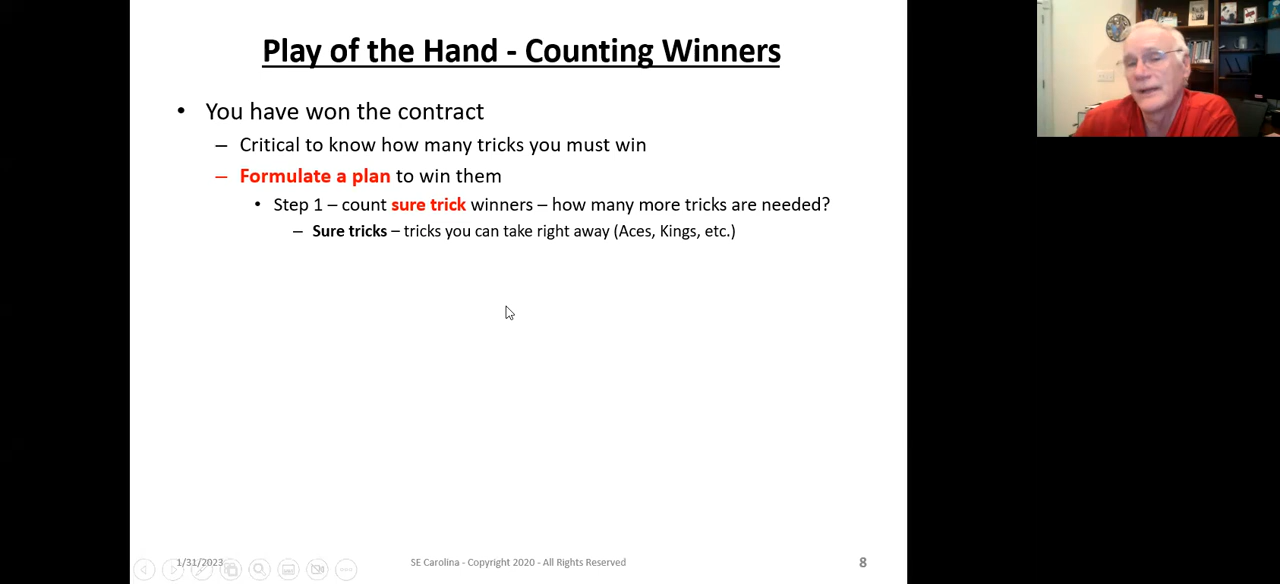 Play of the Hand - Counting Winners
• You have won the contract
– Critical to know how many tricks you must win
– Formulate a plan to win them
• Step 1 – count sure trick winners – how many more tricks are needed?
– Sure tricks – tricks you can take right away (Aces, Kings, etc.)
1/31/2023
SE Carolina - Copyright 2020 - All Rights Reserved
8